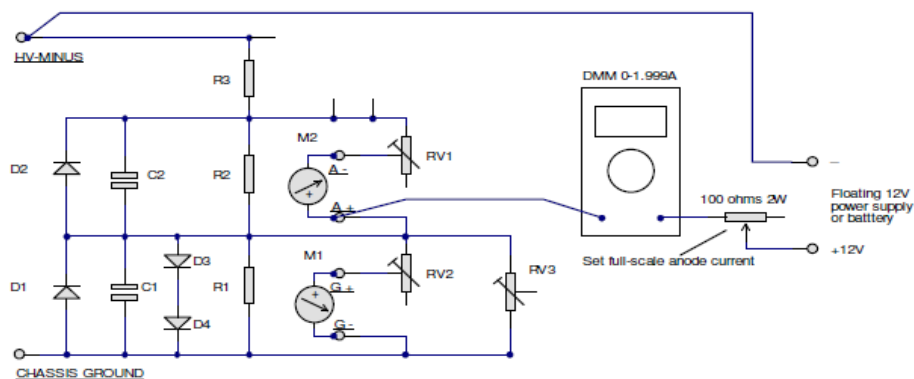 HV-MINUS
R3
DMM 0-1.999A
M2
A -
RV1
D2
C2
R2
+
A +
–
100 ohms 2W
Floating 12V
power supply
or batttery
+12V
Set full-scale anode current
D3
M1
G +
RV2
RV3
D1
C1
R1
+
D4
G -
CHASSIS GROUND